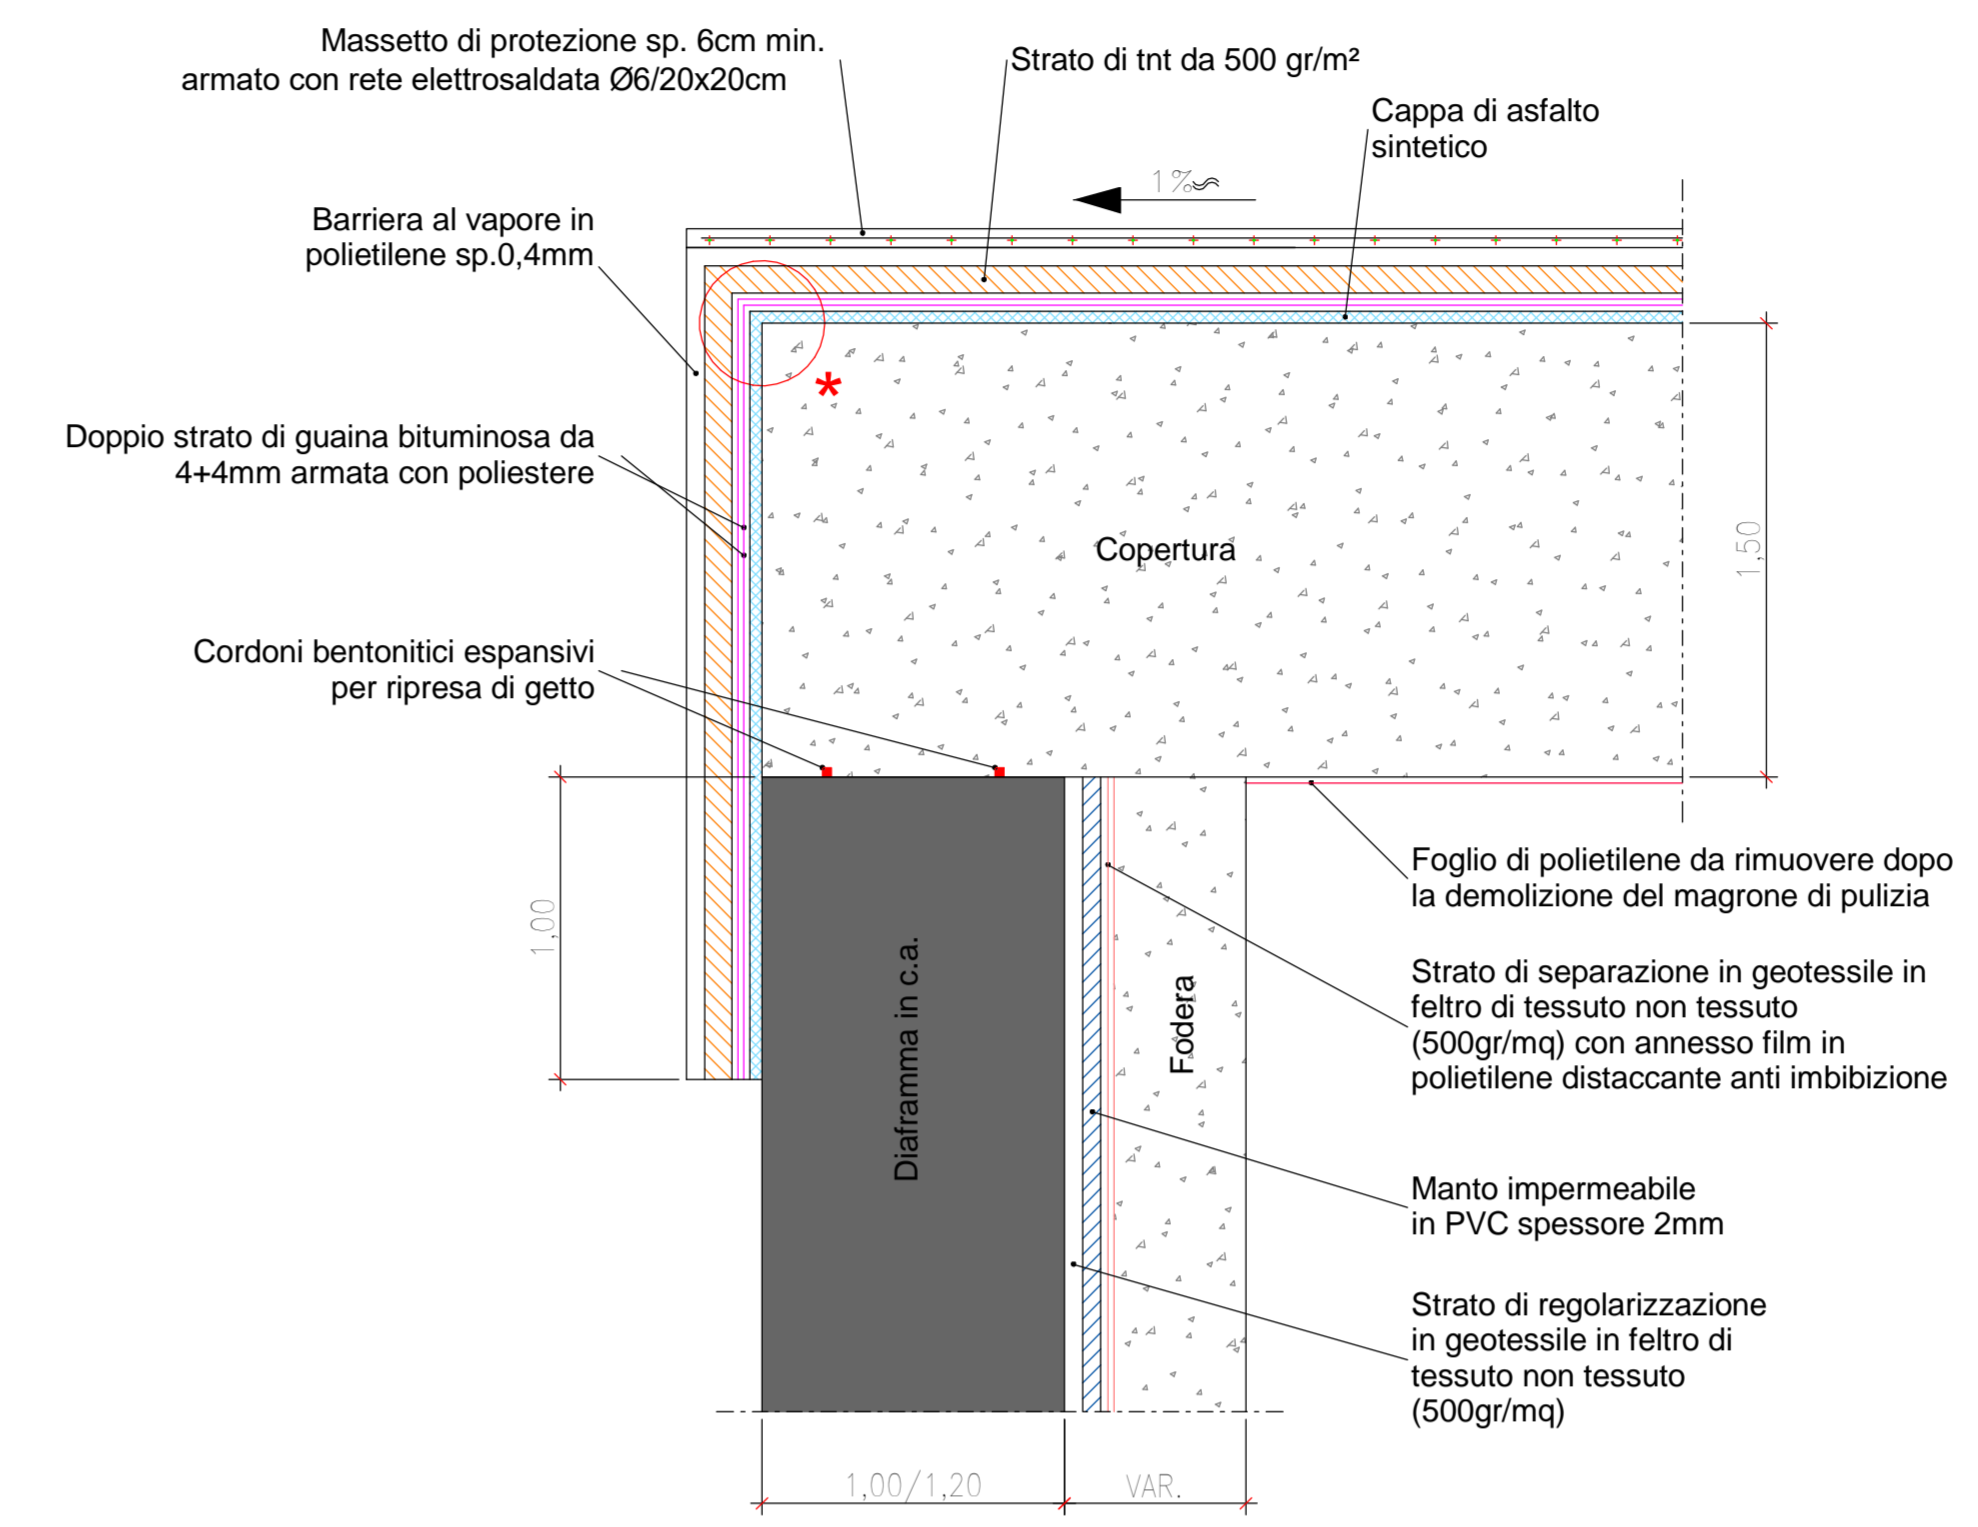 Massetto di protezione sp. 6cm min.
armato con rete elettrosaldata Ø6/20x20cm
Strato di tnt da 500 gr/m²
Cappa di asfalto
sintetico
1%
Barriera al vapore in
polietilene sp.0,4mm
Doppio strato di guaina bituminosa da
4+4mm armata con poliestere
*
Copertura
1,50
Cordoni bentonitici espansivi
per ripresa di getto
1,00
Diaframma in c.a.
Fodera
Foglio di polietilene da rimuovere dopo
la demolizione del magrone di pulizia
Strato di separazione in geotessile in
feltro di tessuto non tessuto
(500gr/mq) con annesso film in
polietilene distaccante anti imbibizione
Manto impermeabile
in PVC spessore 2mm
Strato di regolarizzazione
in geotessile in feltro di
tessuto non tessuto
(500gr/mq)
1,00/1,20
VAR.